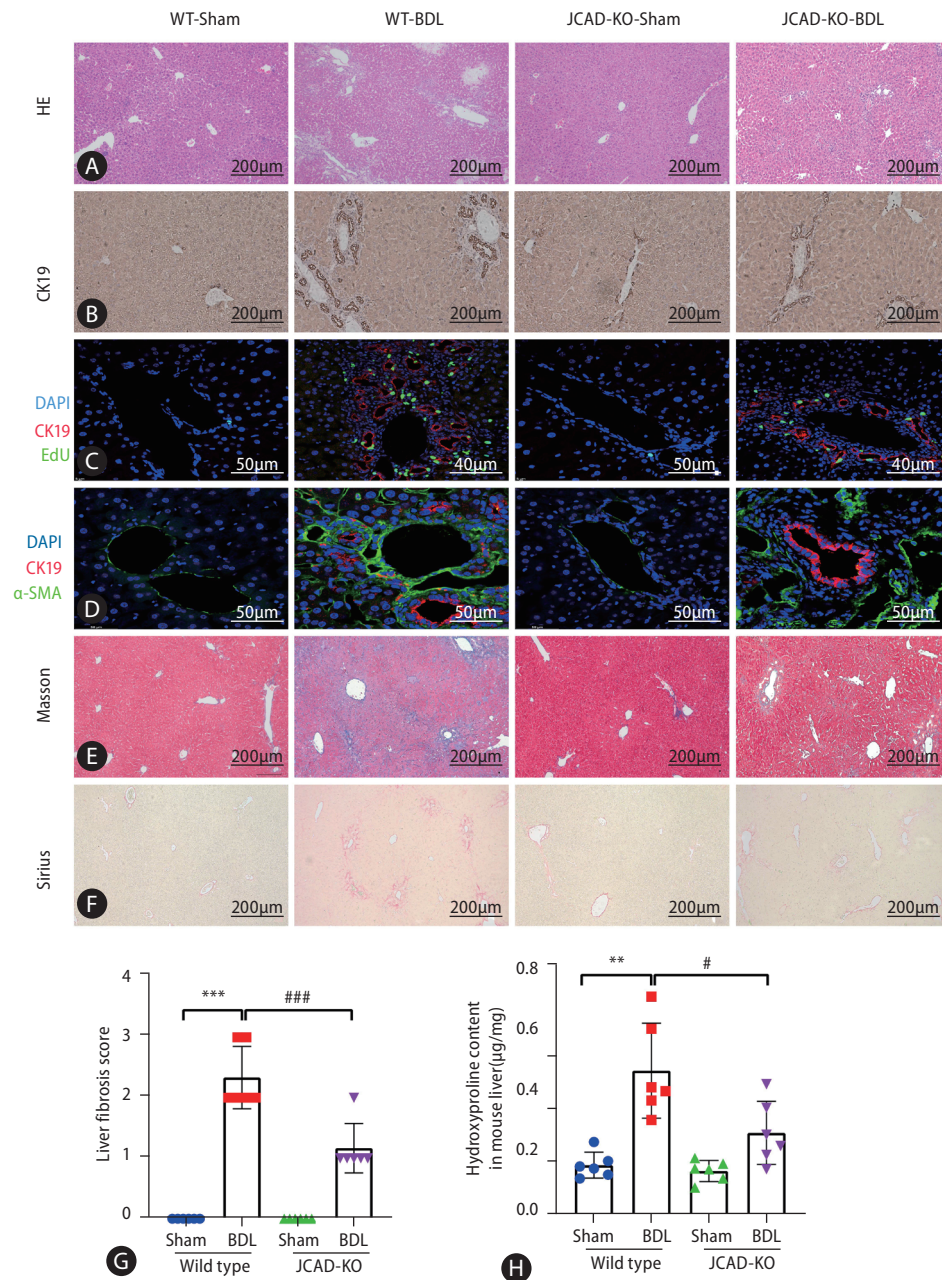 WT-Sham WT-BDL JCAD-KO-Sham JCAD-KO-BDL
HE
A
200μm 200μm 200μm 200μm
CK19
B
200μm 200μm 200μm 200μm
DAPI
CK19
EdU
C
50μm 40μm 50μm 40μm
DAPI
CK19
α-SMA
D
50μm 50μm 50μm 50μm
Masson
E
200μm 200μm 200μm 200μm
Sirius
F
200μm 200μm 200μm 200μm
Liver fibrosis score
4
3
2
1
0
*** ###
Sham BDL Sham BDL
Wild type JCAD-KO
G
Hydroxyproline content
in mouse liver(μg/mg)
0.8
0.6
0.4
0.2
0.0
** #
Sham BDL Sham BDL
Wild type JCAD-KO
H